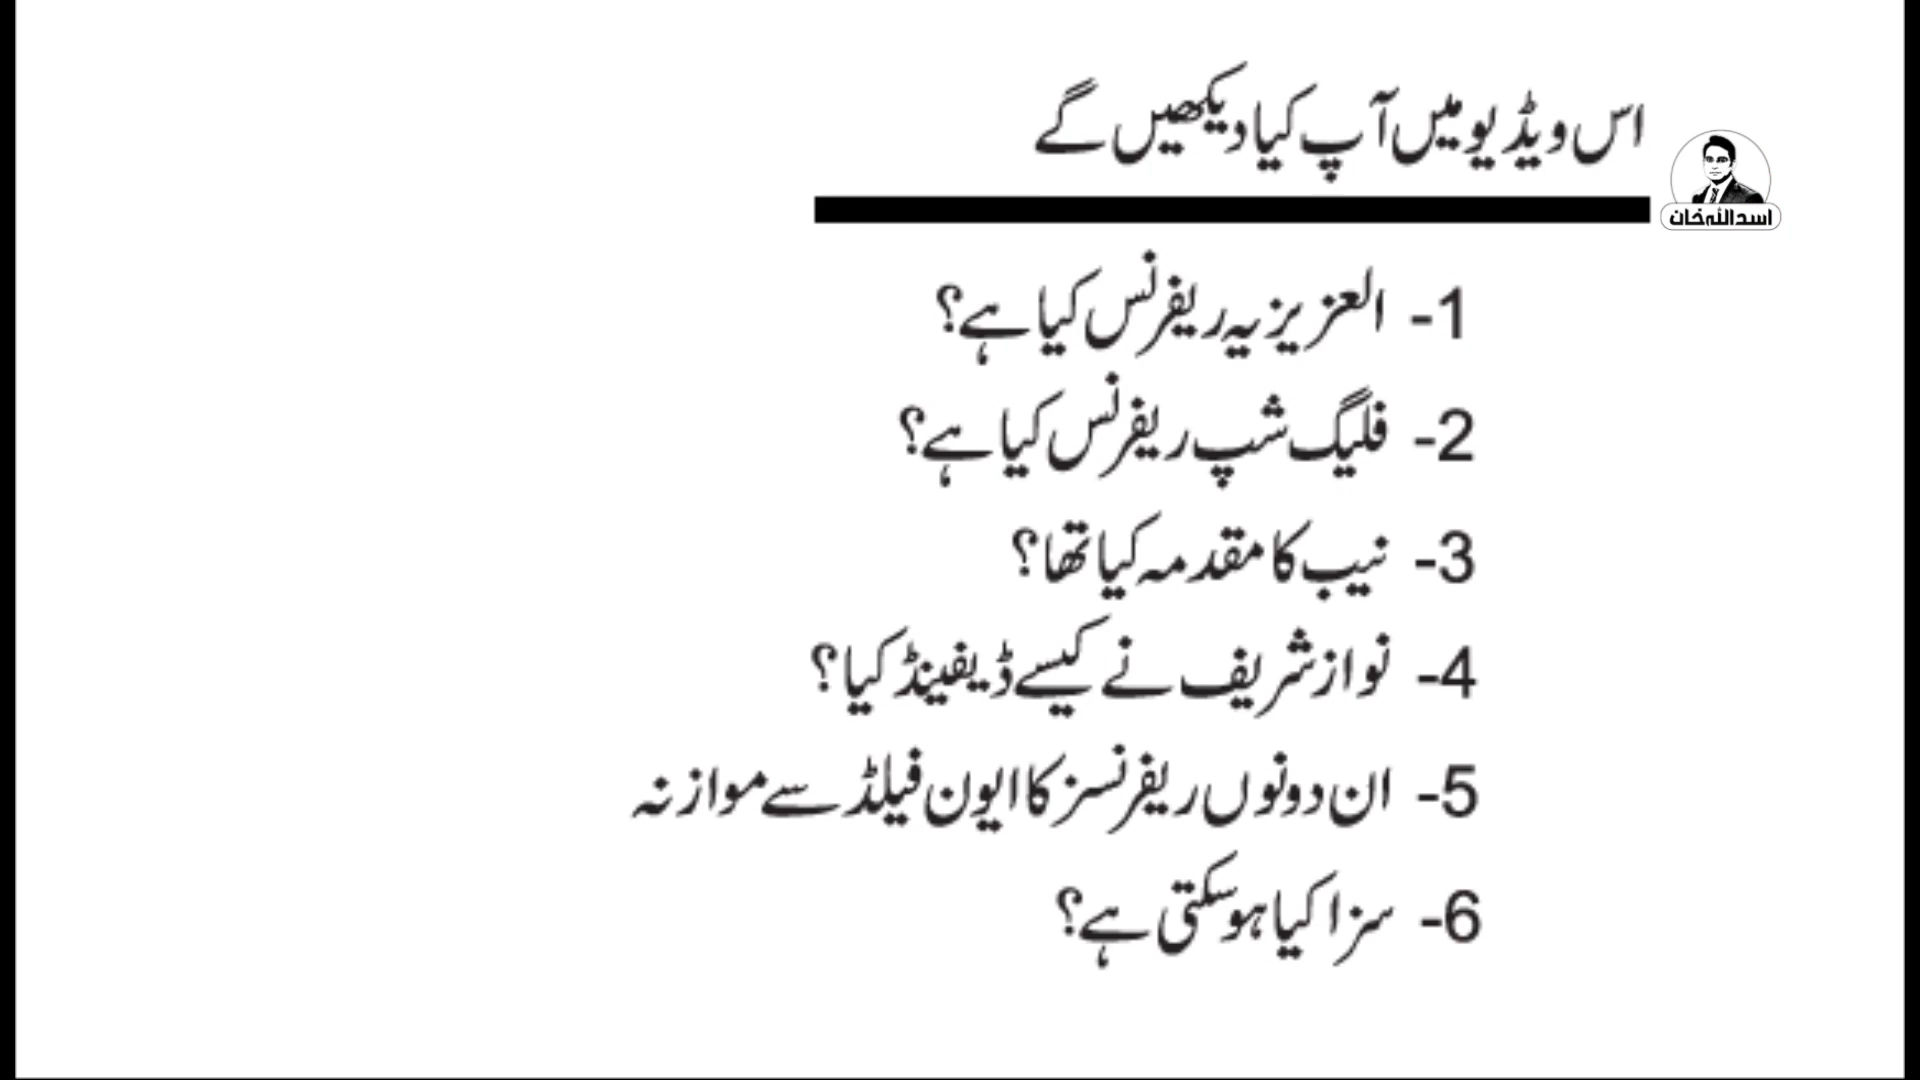 اس ویڈیو میں آپ کیا دیکھیں گے
اسد اللہ خان
1- العزیزیہ ریفرنس کیا ہے؟
2- فلیگ شپ ریفرنس کیا ہے؟
3- نیب کا مقدمہ کیا تھا؟
4- نواز شریف نے کیسے ڈیفینڈ کیا؟
5- ان دونوں ریفرنسز کا ایون فیلڈ سے موازنہ
6- سزا کیا ہو سکتی ہے؟